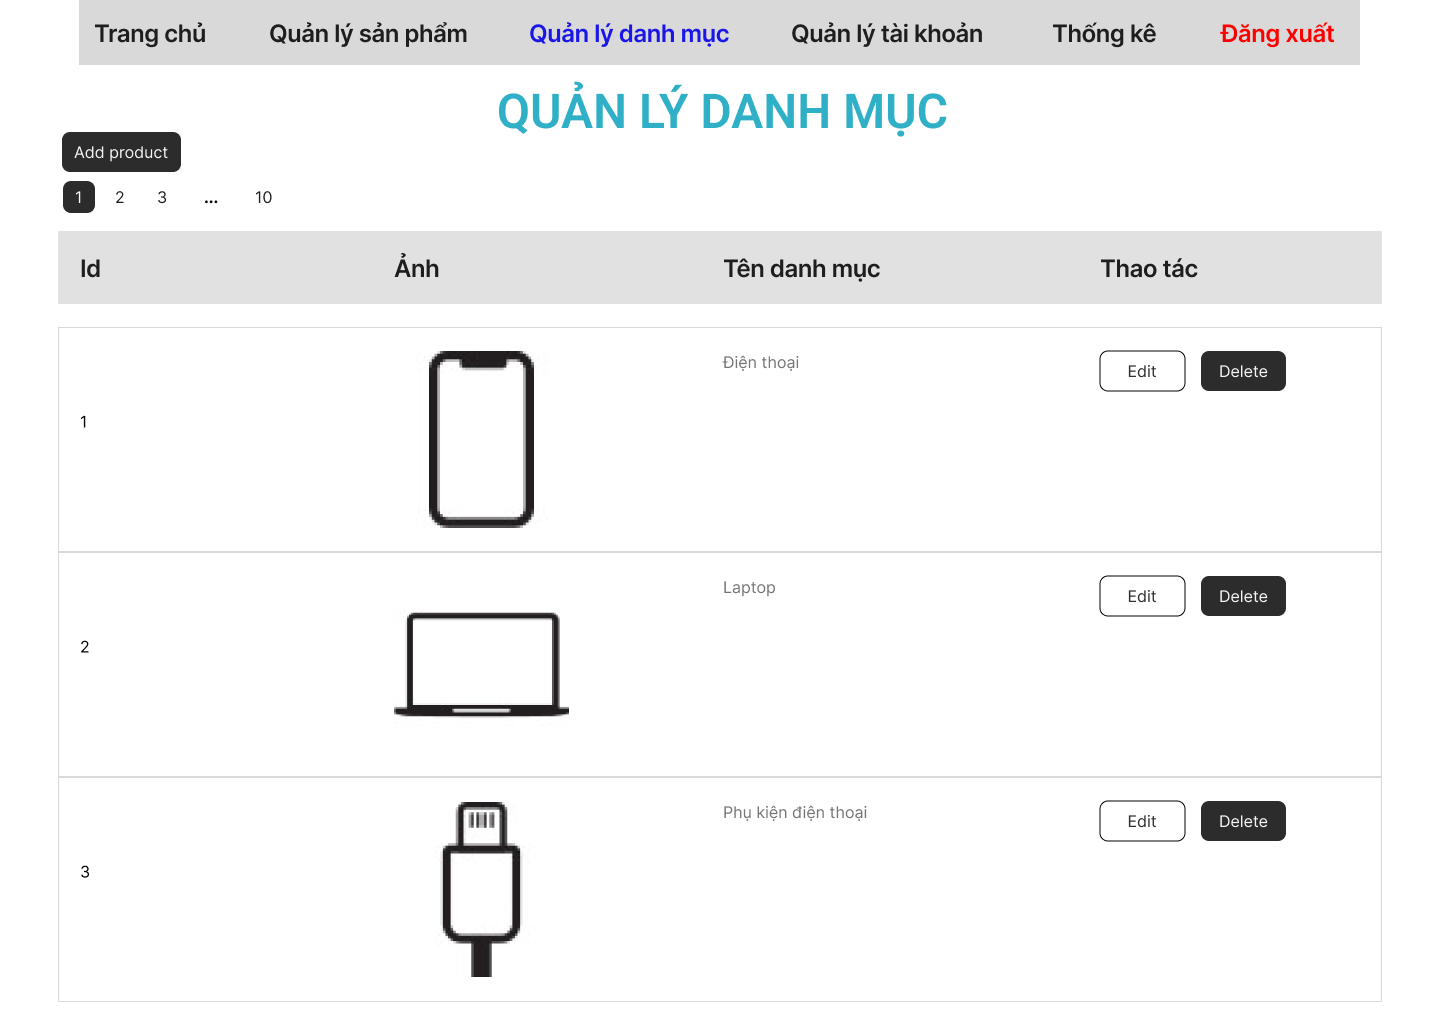 Trang chủ Quản lý sản phẩm Quản lý danh mục Quản lý tài khoản Thống kê Đăng xuất
QUẢN LÝ DANH MỤC
Add product
1 2 3 ... 10
Id Ảnh Tên danh mục Thao tác
1 Điện thoại Edit Delete
2 Laptop Edit Delete
3 Phụ kiện điện thoại Edit Delete